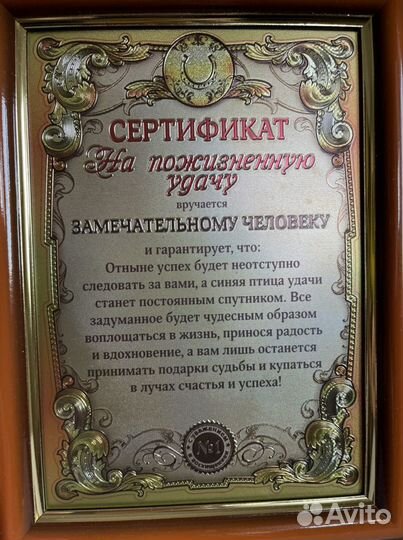 СЕРТИФИКАТ
На пожизненную
удачу
вручается
ЗАМЕЧАТЕЛЬНОМУ ЧЕЛОВЕКУ
и гарантирует, что:
Отныне успех будет неотступно
следовать за вами, а синяя птица удачи
станет постоянным спутником. Все
задуманное будет чудесным образом
воплощаться в жизнь, принося радость
и вдохновение, а вам лишь останется
принимать подарки судьбы и купаться
в лучах счастья и успеха!
№1
Avito